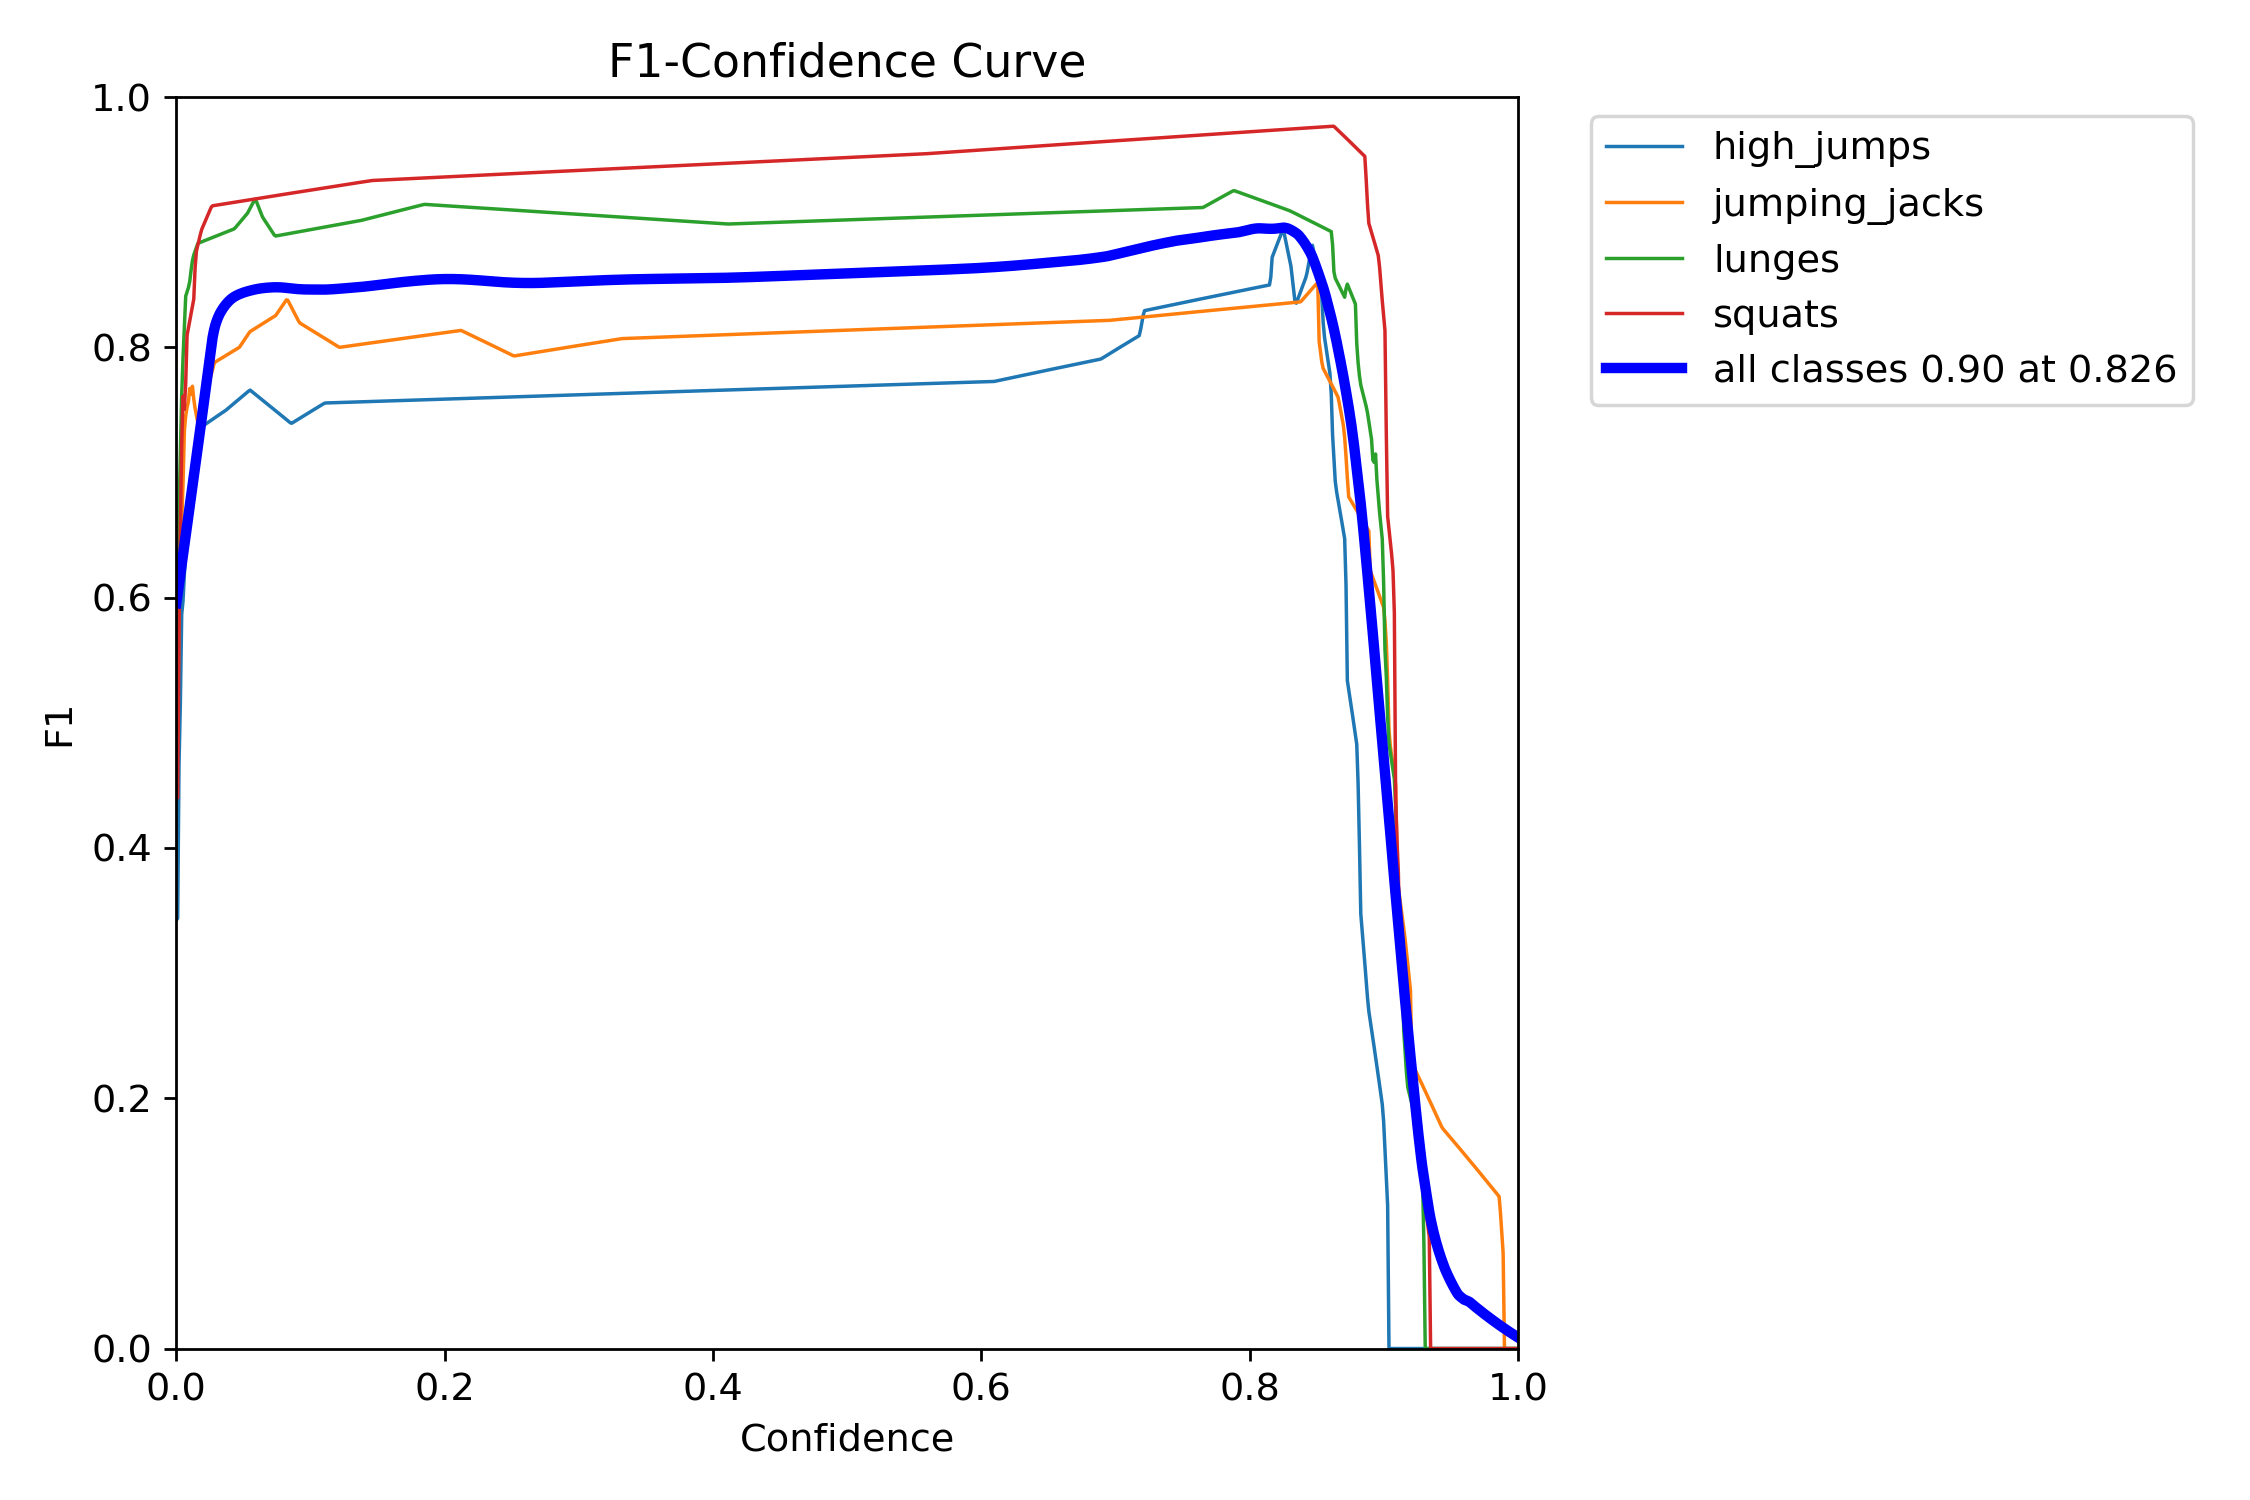 F1-Confidence Curve
1.0
0.8
0.6
0.4
0.2
0.0
F1
0.0 0.2 0.4 0.6 0.8 1.0
Confidence
high_jumps
jumping_jacks
lunges
squats
all classes 0.90 at 0.826